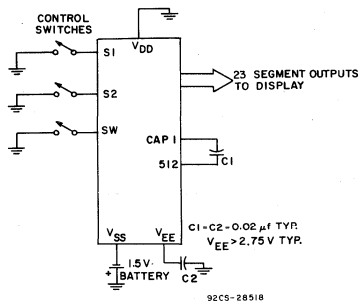 CONTROL
SWITCHES
VDD
S1
S2
SW
23 SEGMENT OUTPUTS
TO DISPLAY
CAP 1
512
C1
VSS
VEE
C1=C2=0.02 µf TYP.
VEE>2.75V TYP.
1.5V
BATTERY
+
C2
92CS-28518